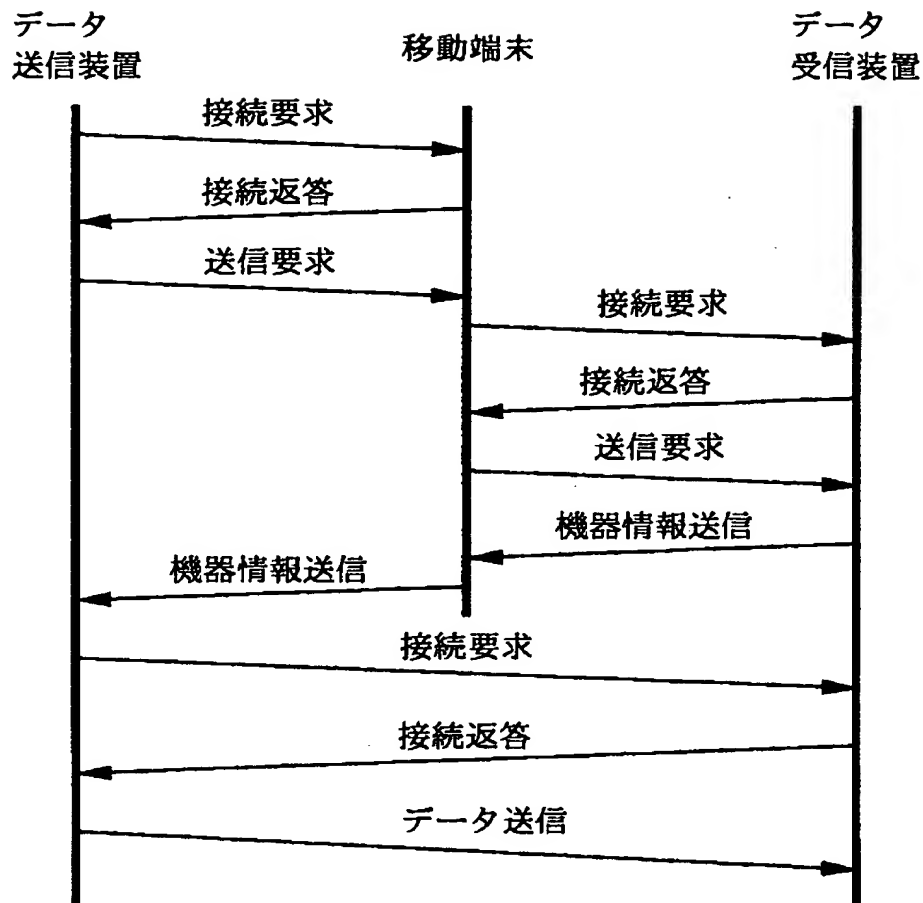 データ
送信装置
移動端末
データ
受信装置
接続要求
接続返答
送信要求
接続要求
接続返答
送信要求
機器情報送信
機器情報送信
接続要求
接続返答
データ送信